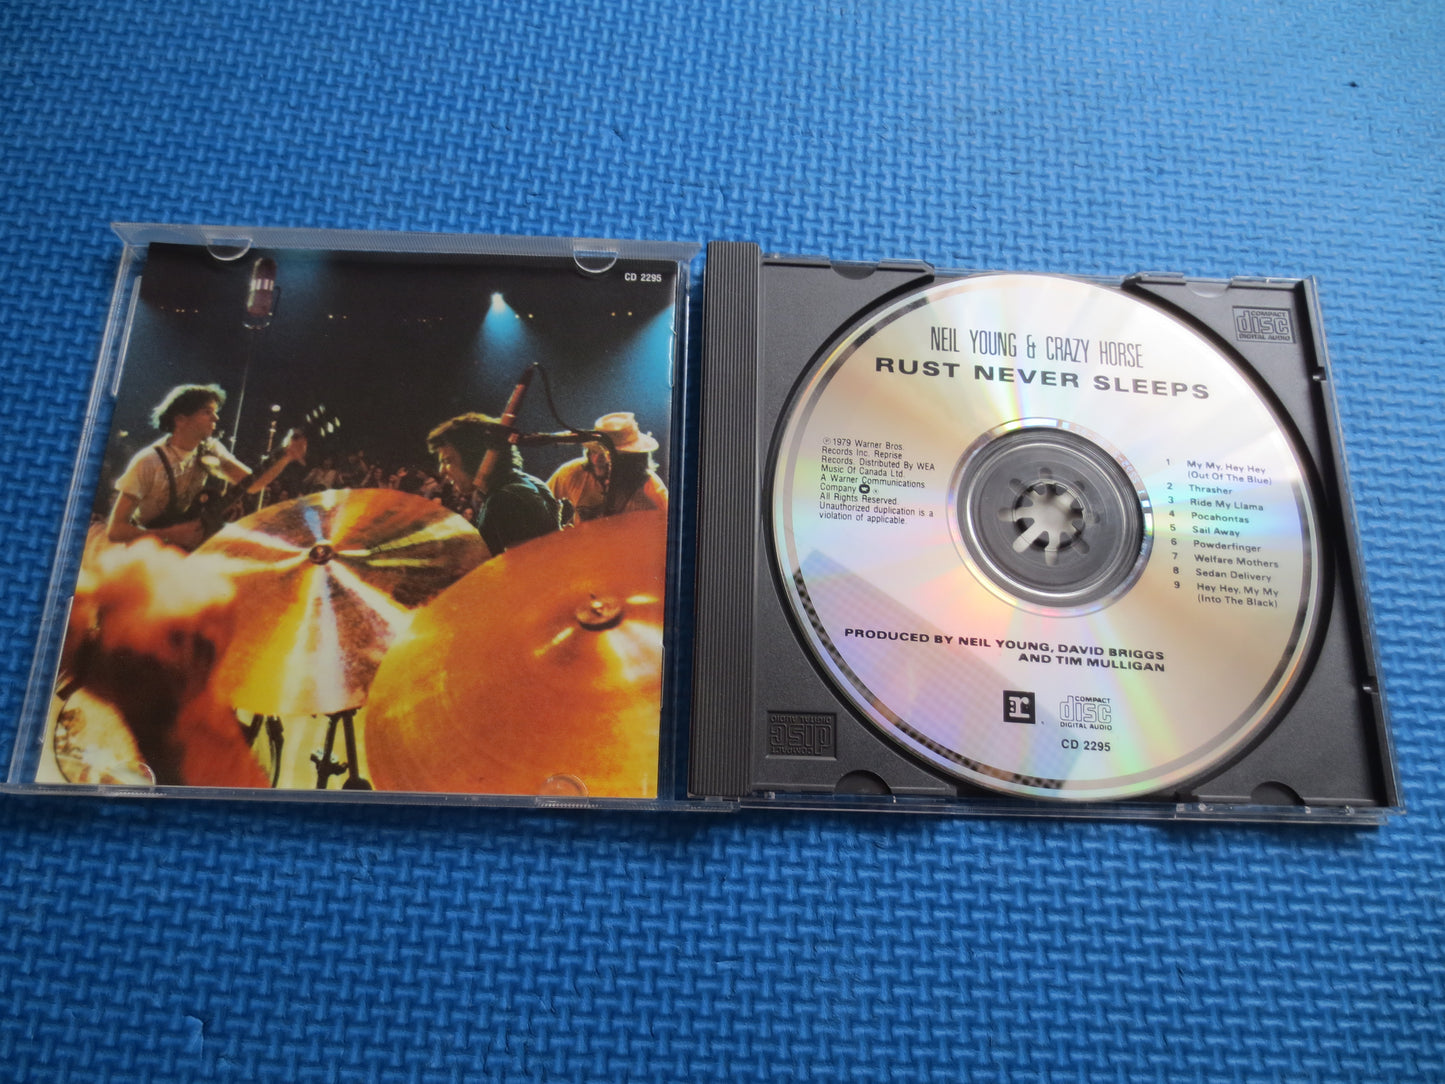 CD 2295
NEIL YOUNG & CRAZY HORSE
RUST NEVER SLEEPS
℗ 1979 Warner Bros.
Records Inc. Reprise
Records. Distributed By WEA
Music Of Canada Ltd.
A Warner Communications
Company
All Rights Reserved.
Unauthorized duplication is a
violation of applicable.
1 My My, Hey Hey
(Out Of The Blue)
2 Thrasher
3 Ride My Llama
4 Pocahontas
5 Sail Away
6 Powderfinger
7 Welfare Mothers
8 Sedan Delivery
9 Hey Hey, My My
(Into The Black)
PRODUCED BY NEIL YOUNG, DAVID BRIGGS
AND TIM MULLIGAN
r
COMPACT
disc
DIGITAL AUDIO
CD 2295
COMPACT
disc
DIGITAL AUDIO
COMPACT
disc
DIGITAL AUDIO